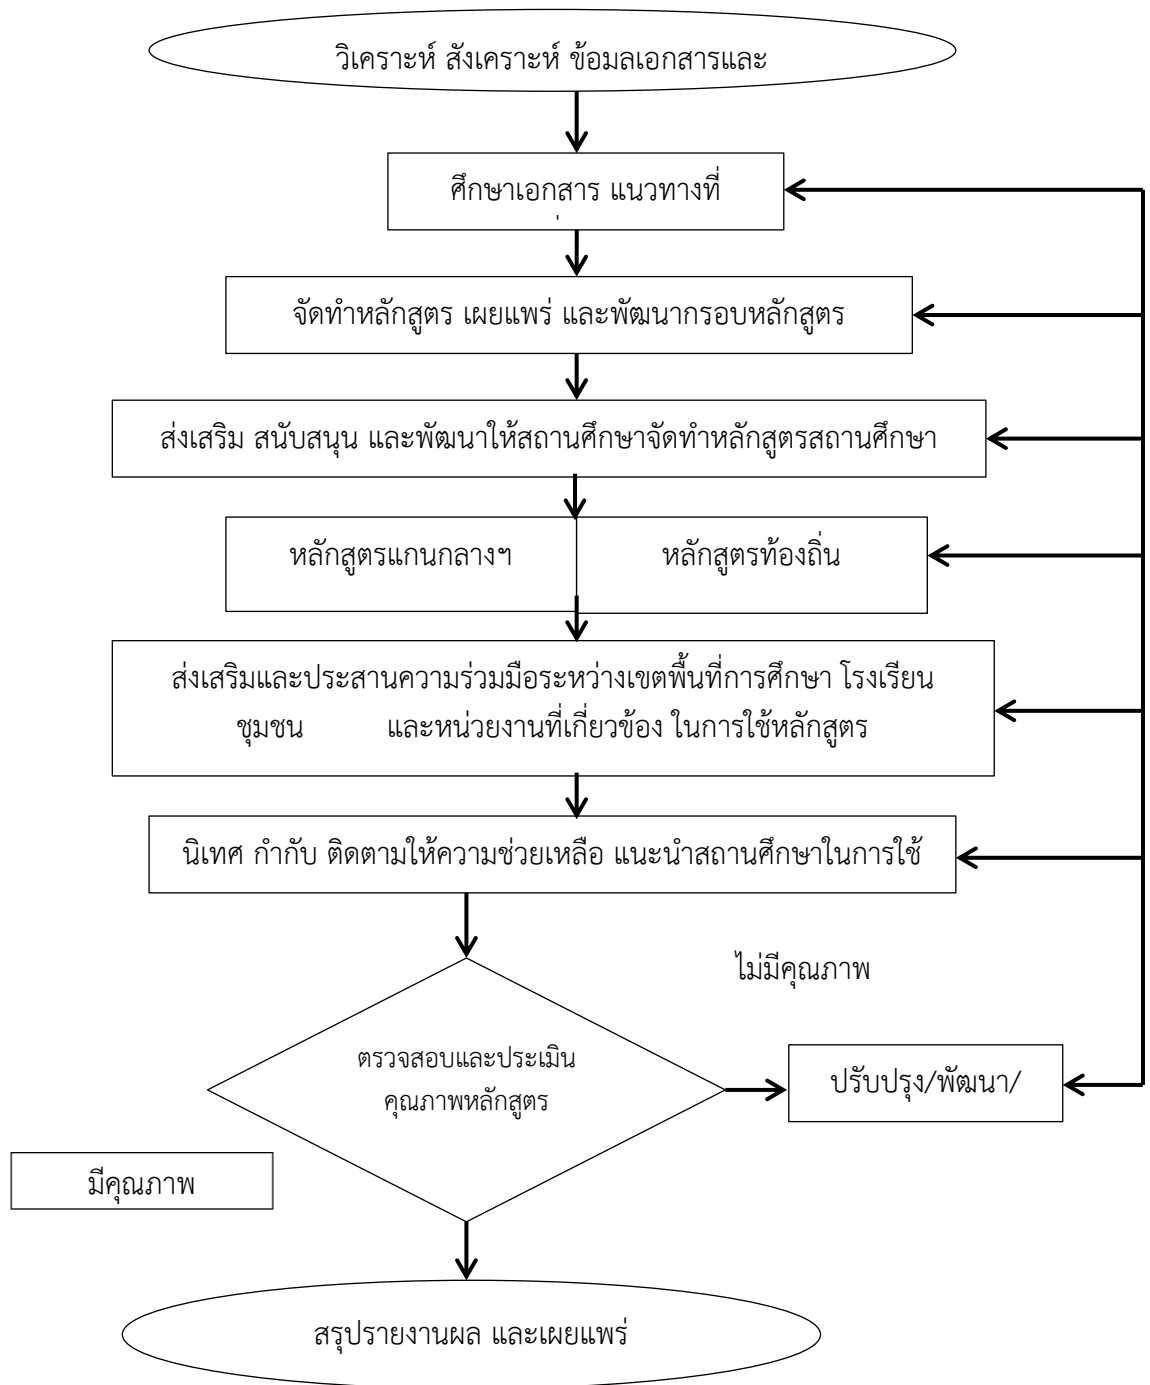 วิเคราะห์ สังเคราะห์ ข้อมูลเอกสารและ
ศึกษาเอกสาร แนวทางที่
จัดทำหลักสูตร เผยแพร่ และพัฒนากรอบหลักสูตร
ส่งเสริม สนับสนุน และพัฒนาให้สถานศึกษาจัดทำหลักสูตรสถานศึกษา
หลักสูตรแกนกลางฯ
หลักสูตรท้องถิ่น
ส่งเสริมและประสานความร่วมมือระหว่างเขตพื้นที่การศึกษา โรงเรียน
ชุมชน และหน่วยงานที่เกี่ยวข้อง ในการใช้หลักสูตร
นิเทศ กำกับ ติดตามให้ความช่วยเหลือ แนะนำสถานศึกษาในการใช้
ไม่มีคุณภาพ
ตรวจสอบและประเมิน
คุณภาพหลักสูตร
ปรับปรุง/พัฒนา/
มีคุณภาพ
สรุปรายงานผล และเผยแพร่